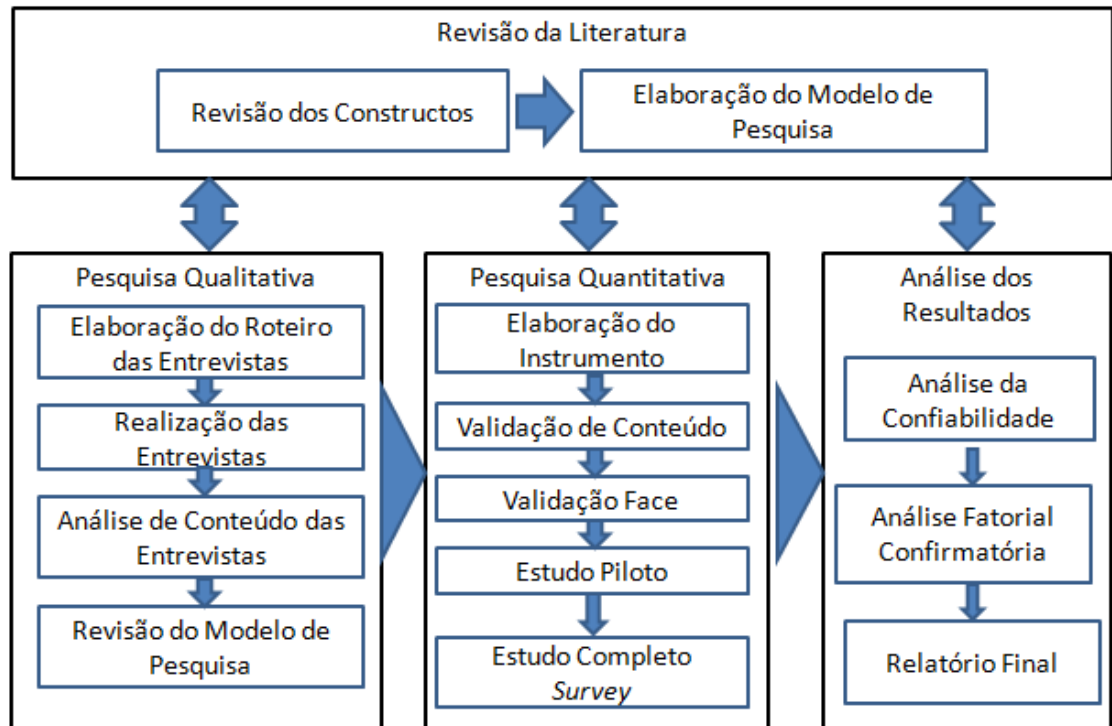 Revisão da Literatura
Revisão dos Constructos
Elaboração do Modelo de
Pesquisa
Pesquisa Qualitativa
Elaboração do Roteiro
das Entrevistas
Realização das
Entrevistas
Análise de Conteúdo das
Entrevistas
Revisão do Modelo de
Pesquisa
Pesquisa Quantitativa
Elaboração do
Instrumento
Validação de Conteúdo
Validação Face
Estudo Piloto
Estudo Completo
Survey
Análise dos
Resultados
Análise da
Confiabilidade
Análise Fatorial
Confirmatória
Relatório Final